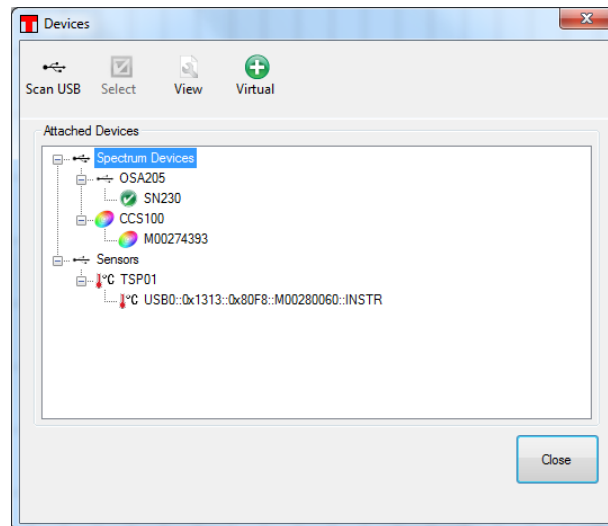 Devices
Scan USB Select View Virtual
Attached Devices
Spectrum Devices
OSA205
SN230
CCS100
M00274393
Sensors
°C TSP01
°C USB0::0x1313::0x80F8::M00280060::INSTR
Close